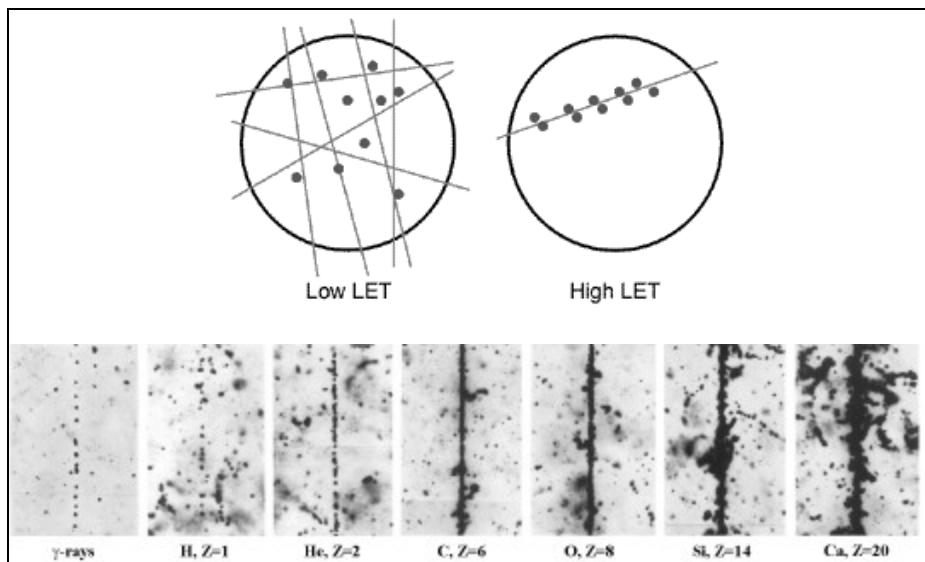 Low LET
High LET
γ-rays
H, Z=1
He, Z=2
C, Z=6
O, Z=8
Si, Z=14
Ca, Z=20